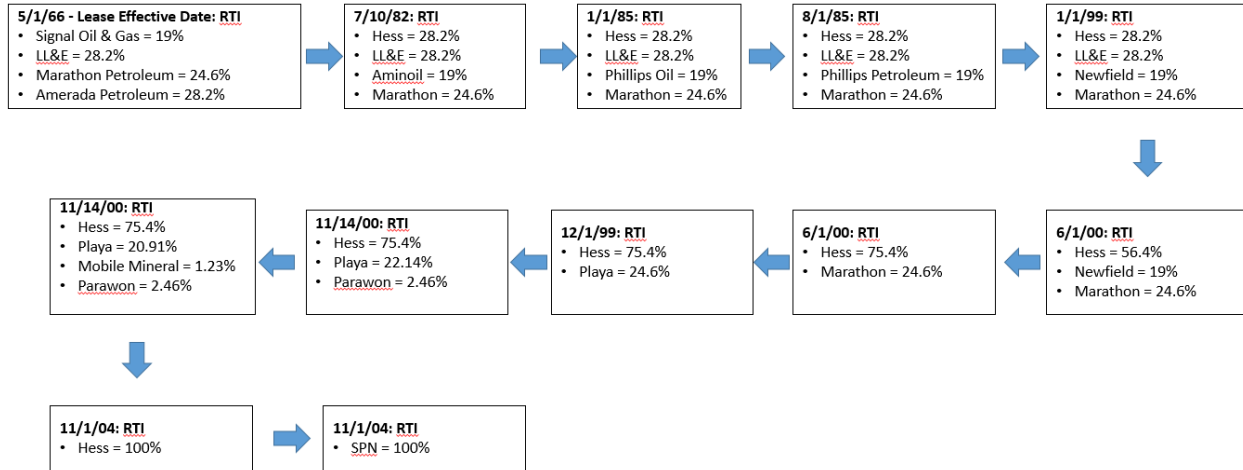 5/1/66 - Lease Effective Date: RTI
• Signal Oil & Gas = 19%
• LL&E = 28.2%
• Marathon Petroleum = 24.6%
• Amerada Petroleum = 28.2%
7/10/82: RTI
• Hess = 28.2%
• LL&E = 28.2%
• Aminoil = 19%
• Marathon = 24.6%
1/1/85: RTI
• Hess = 28.2%
• LL&E = 28.2%
• Phillips Oil = 19%
• Marathon = 24.6%
8/1/85: RTI
• Hess = 28.2%
• LL&E = 28.2%
• Phillips Petroleum = 19%
• Marathon = 24.6%
1/1/99: RTI
• Hess = 28.2%
• LL&E = 28.2%
• Newfield = 19%
• Marathon = 24.6%
6/1/00: RTI
• Hess = 56.4%
• Newfield = 19%
• Marathon = 24.6%
6/1/00: RTI
• Hess = 75.4%
• Marathon = 24.6%
12/1/99: RTI
• Hess = 75.4%
• Playa = 24.6%
11/14/00: RTI
• Hess = 75.4%
• Playa = 22.14%
• Parawon = 2.46%
11/14/00: RTI
• Hess = 75.4%
• Playa = 20.91%
• Mobile Mineral = 1.23%
• Parawon = 2.46%
11/1/04: RTI
• Hess = 100%
11/1/04: RTI
• SPN = 100%